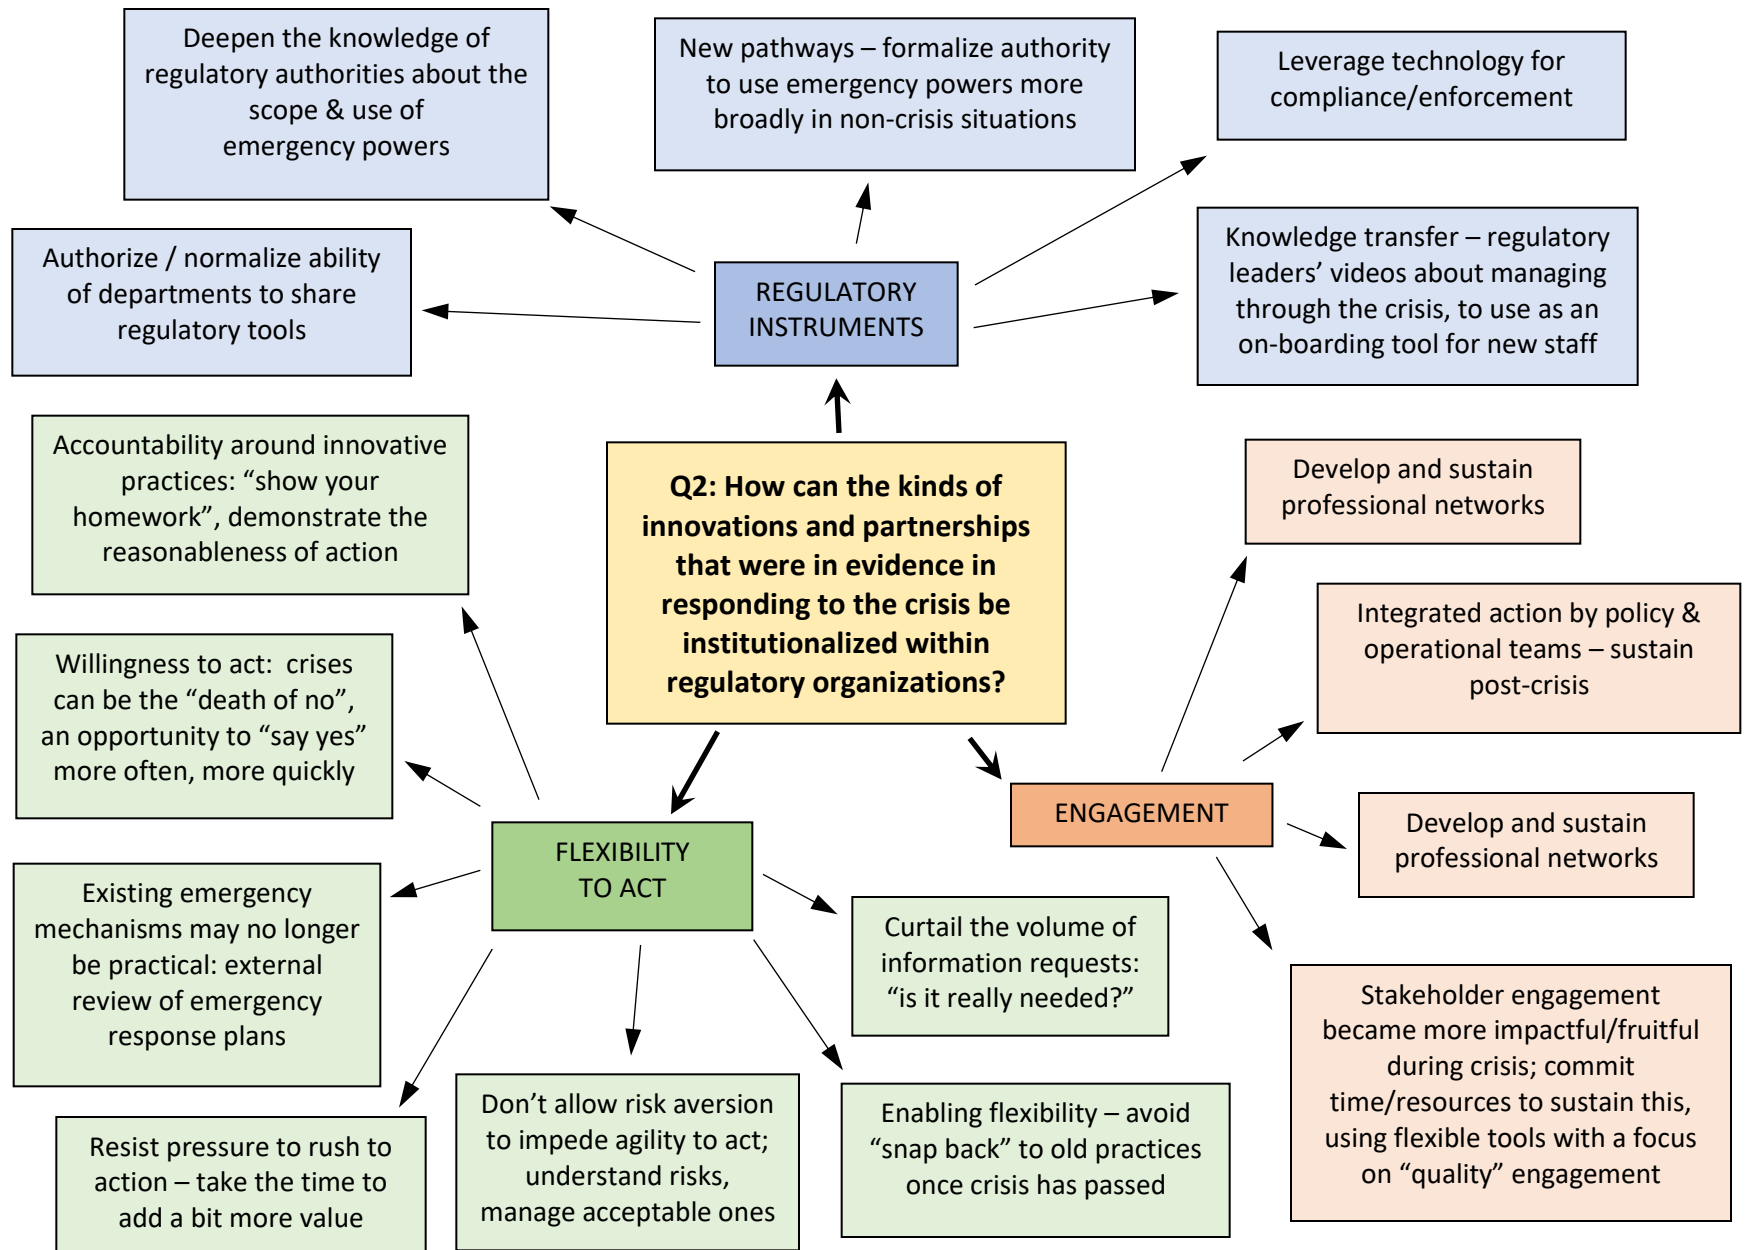 Deepen the knowledge of
regulatory authorities about the
scope & use of
emergency powers
New pathways – formalize authority
to use emergency powers more
broadly in non-crisis situations
Leverage technology for
compliance/enforcement
Authorize / normalize ability
of departments to share
regulatory tools
REGULATORY
INSTRUMENTS
Knowledge transfer – regulatory
leaders’ videos about managing
through the crisis, to use as an
on-boarding tool for new staff
Accountability around innovative
practices: “show your
homework”, demonstrate the
reasonableness of action
Q2: How can the kinds of
innovations and partnerships
that were in evidence in
responding to the crisis be
institutionalized within
regulatory organizations?
Develop and sustain
professional networks
Integrated action by policy &
operational teams – sustain
post-crisis
Willingness to act:  crises
can be the “death of no”,
an opportunity to “say yes”
more often, more quickly
ENGAGEMENT
Develop and sustain
professional networks
FLEXIBILITY
TO ACT
Existing emergency
mechanisms may no longer
be practical: external
review of emergency
response plans
Curtail the volume of
information requests:
“is it really needed?”
Stakeholder engagement
became more impactful/fruitful
during crisis; commit
time/resources to sustain this,
using flexible tools with a focus
on “quality” engagement
Resist pressure to rush to
action – take the time to
add a bit more value
Don’t allow risk aversion
to impede agility to act;
understand risks,
manage acceptable ones
Enabling flexibility – avoid
“snap back” to old practices
once crisis has passed